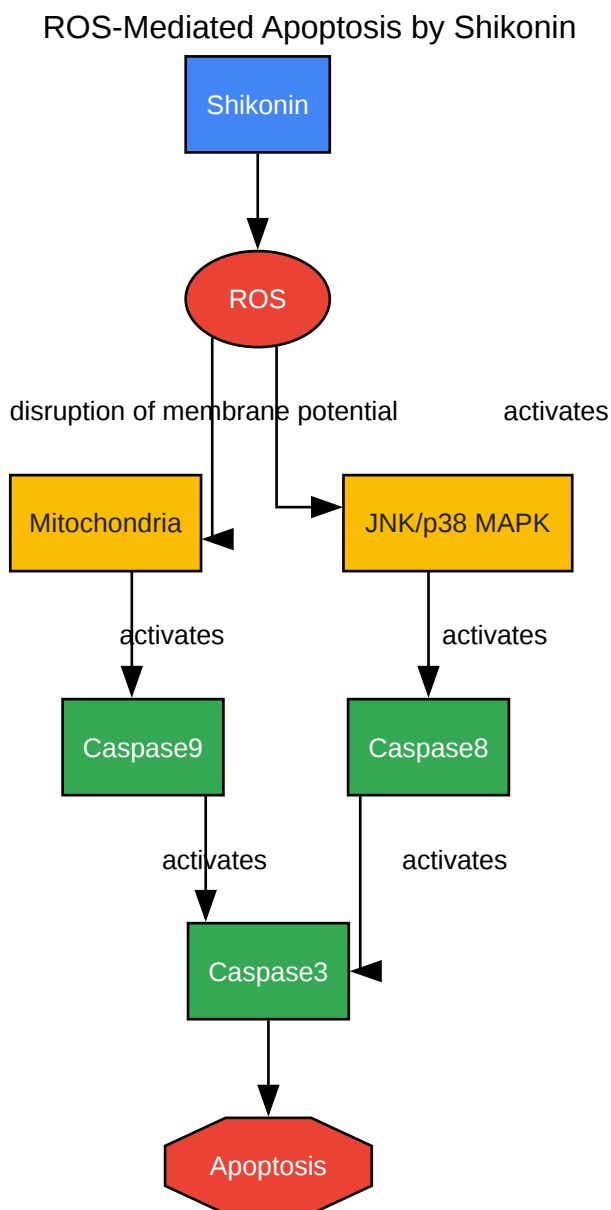 ROS-Mediated Apoptosis by Shikonin
Shikonin
ROS
disruption of membrane potential
activates
Mitochondria
JNK/p38 MAPK
activates
activates
Caspase9
Caspase8
activates
activates
Caspase3
Apoptosis